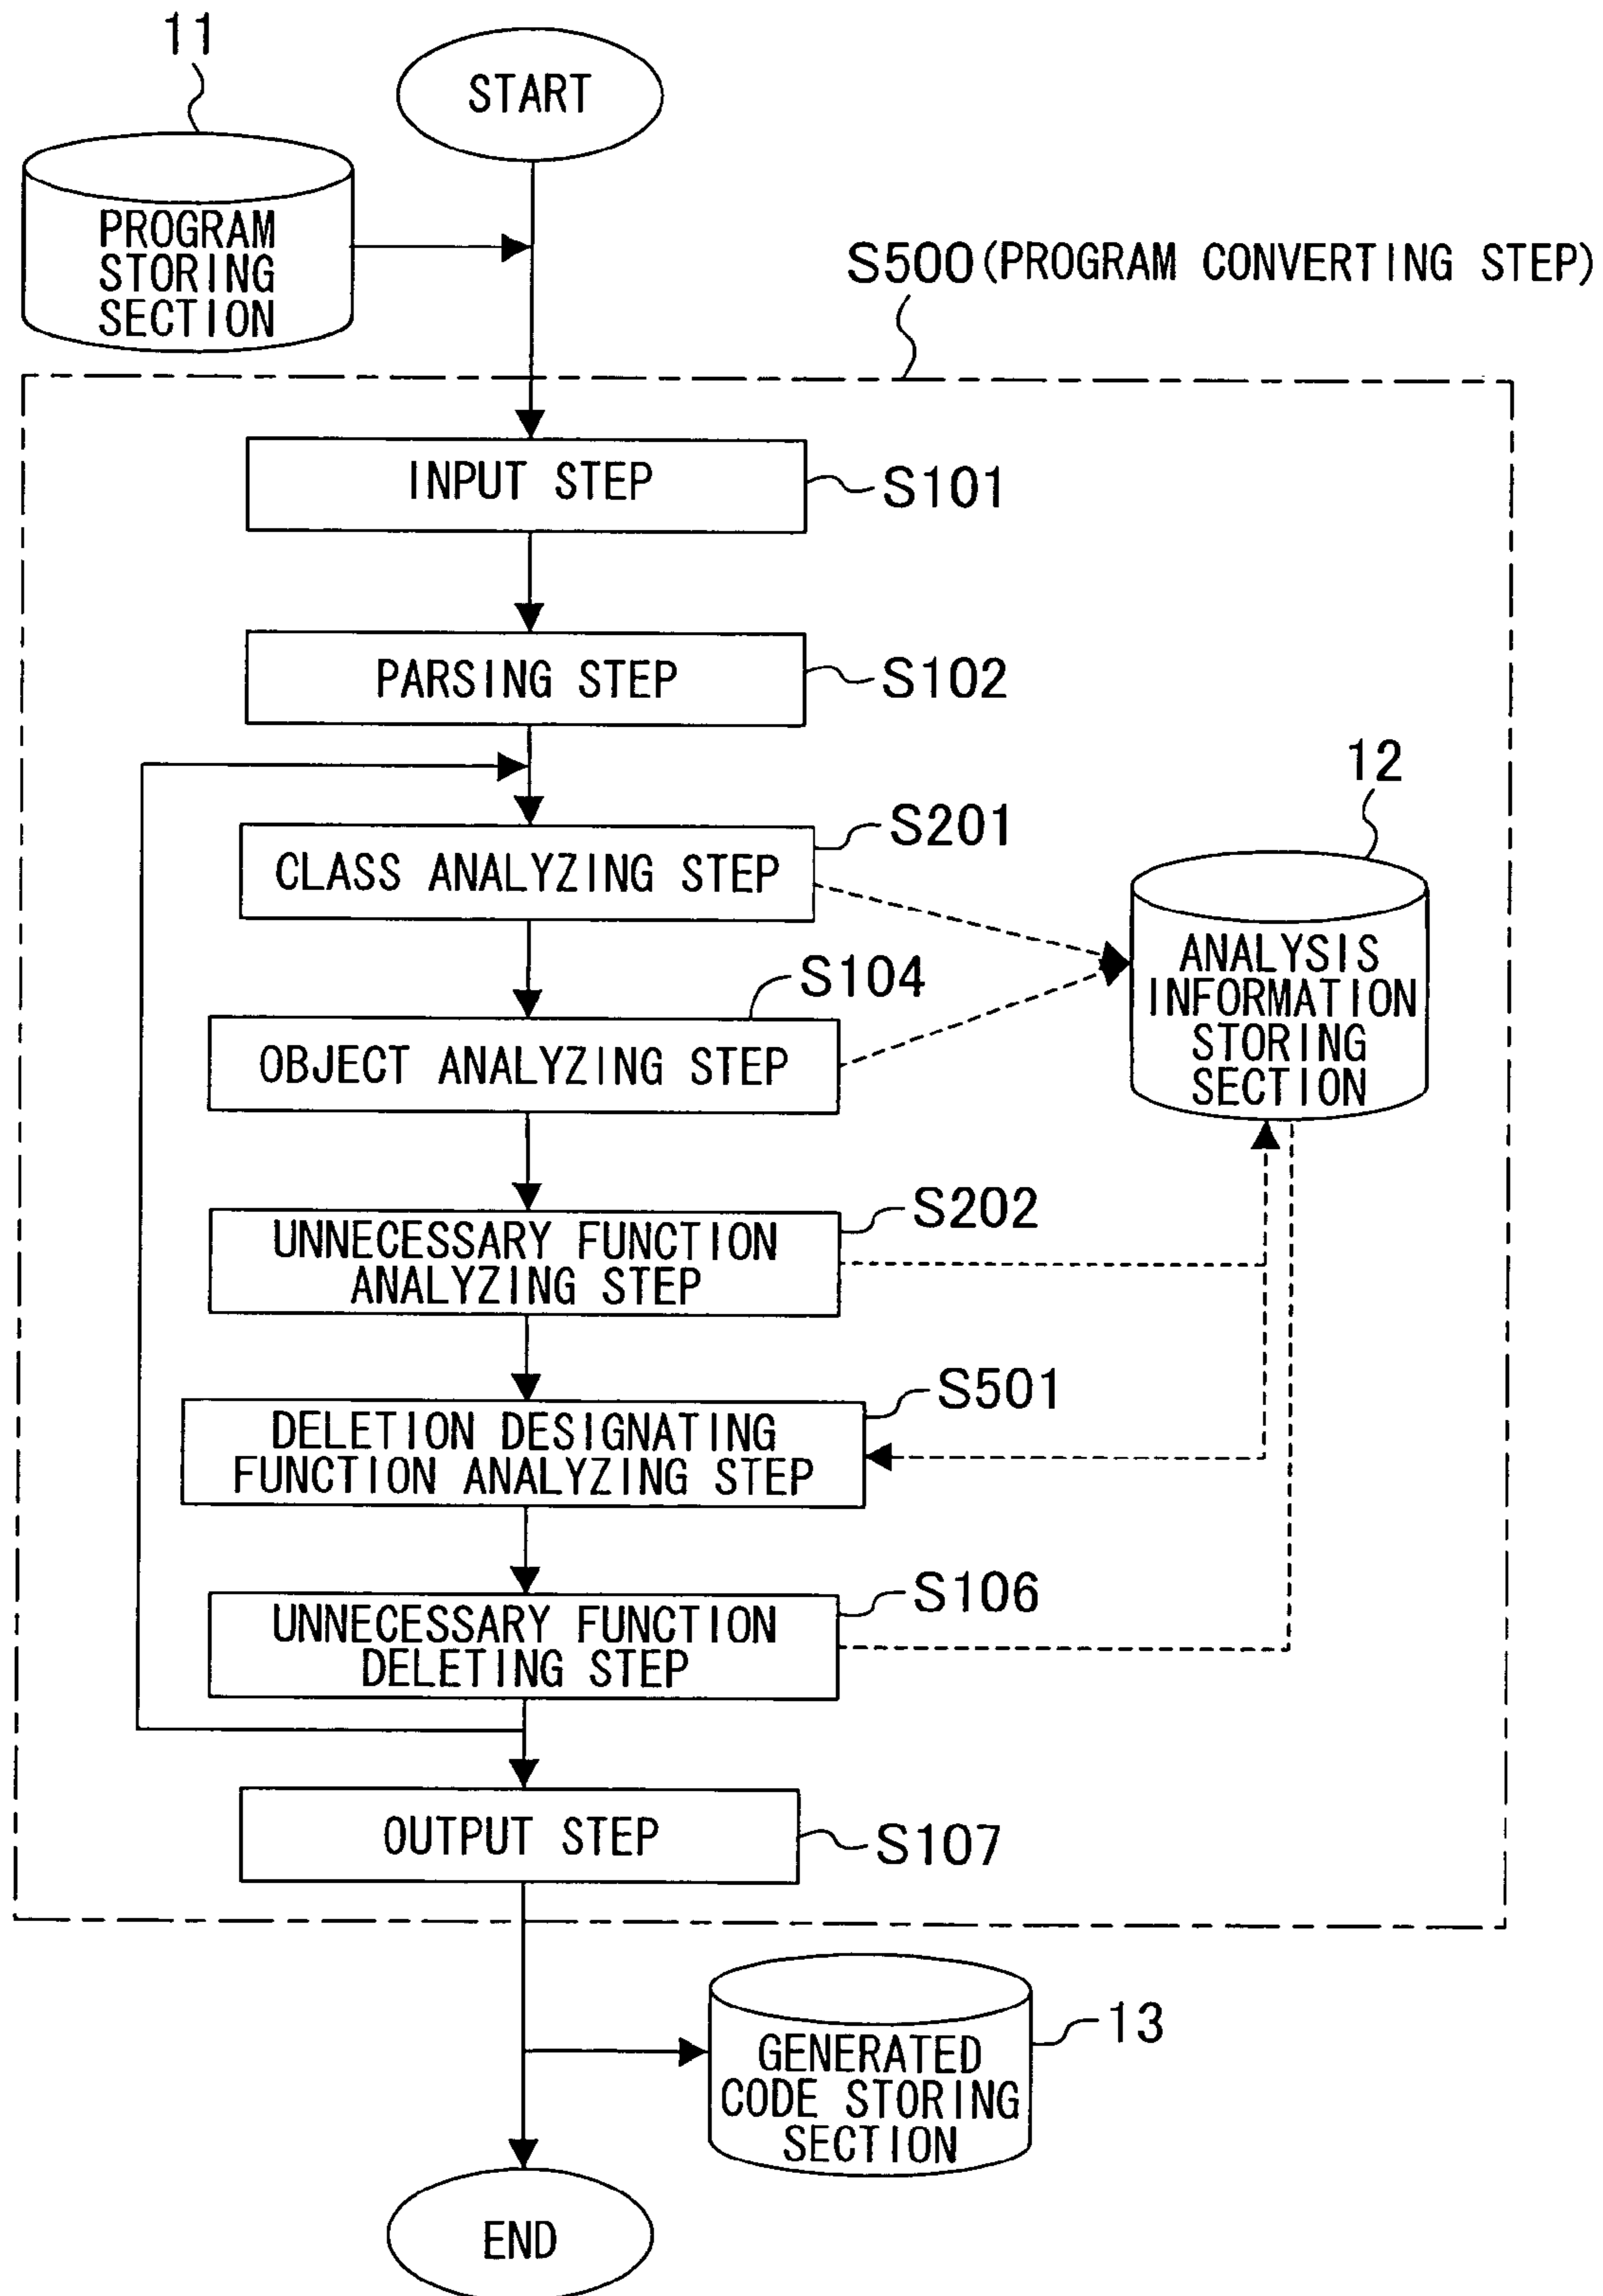 11
START
PROGRAM
STORING
SECTION
S500(PROGRAM CONVERTING STEP)
INPUT STEP
S101
PARSING STEP
S102
12
S201
CLASS ANALYZING STEP
ANALYSIS
INFORMATION
STORING
SECTION
S104
OBJECT ANALYZING STEP
S202
UNNECESSARY FUNCTION
ANALYZING STEP
S501
DELETION DESIGNATING
FUNCTION ANALYZING STEP
S106
UNNECESSARY FUNCTION
DELETING STEP
OUTPUT STEP
S107
13
GENERATED
CODE STORING
SECTION
END